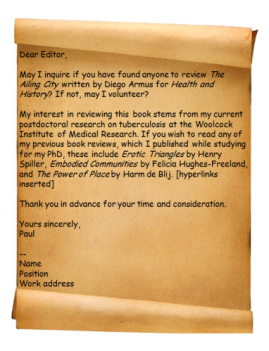 Dear Editor,
May I inquire if you have found anyone to review The
Ailing City written by Diego Armus for Health and
History? If not, may I volunteer?
My interest in reviewing this book stems from my current
postdoctoral research on tuberculosis at the Woolcock
Institute of Medical Research. If you wish to read any of
my previous book reviews, which I published while studying
for my PhD, these include Erotic Triangles by Henry
Spiller, Embodied Communities by Felicia Hughes-Freeland,
and The Power of Place by Harm de Blij. [hyperlinks
inserted]
Thank you in advance for your time and consideration.
Yours sincerely,
Paul
--
Name
Position
Work address